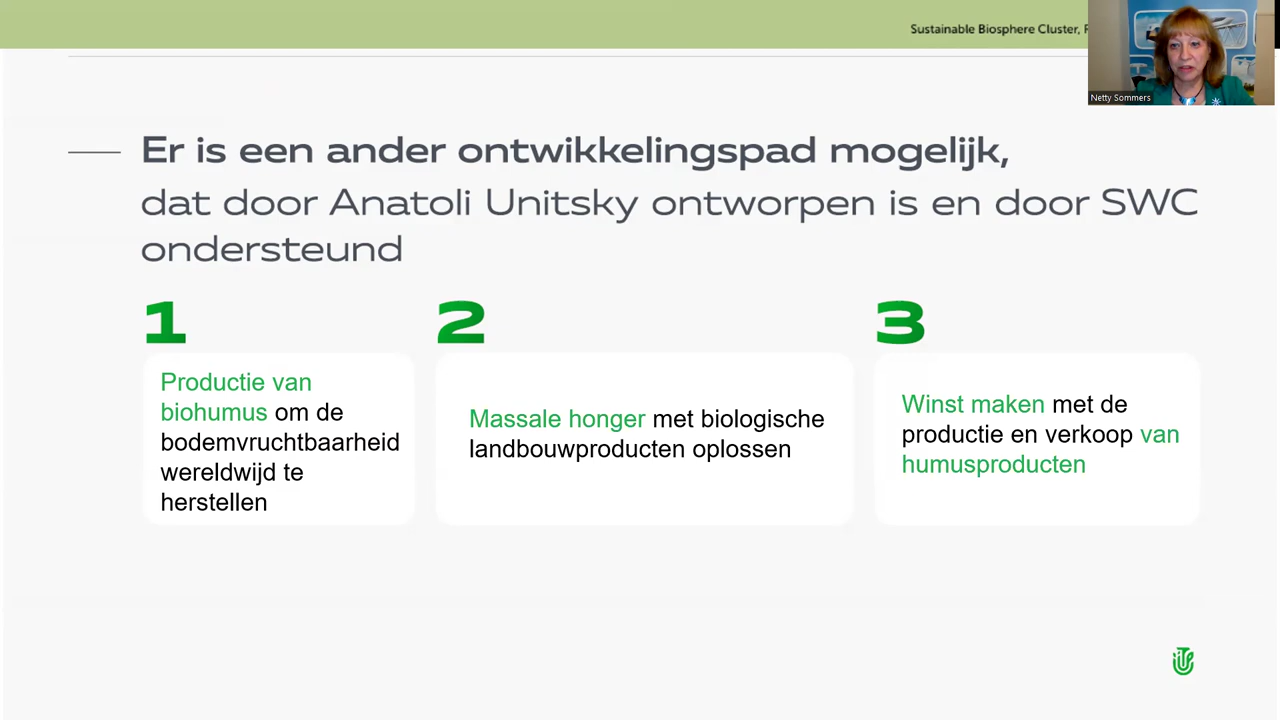 Sustainable Biosphere Cluster,
Netty Sommers
Er is een ander ontwikkelingspad mogelijk,
dat door Anatoli Unitsky ontworpen is en door SWC
ondersteund
1
Productie van
biohumus om de
bodemvruchtbaarheid
wereldwijd te
herstellen
2
Massale honger met biologische
landbouwproducten oplossen
3
Winst maken met de
productie en verkoop van
humusproducten